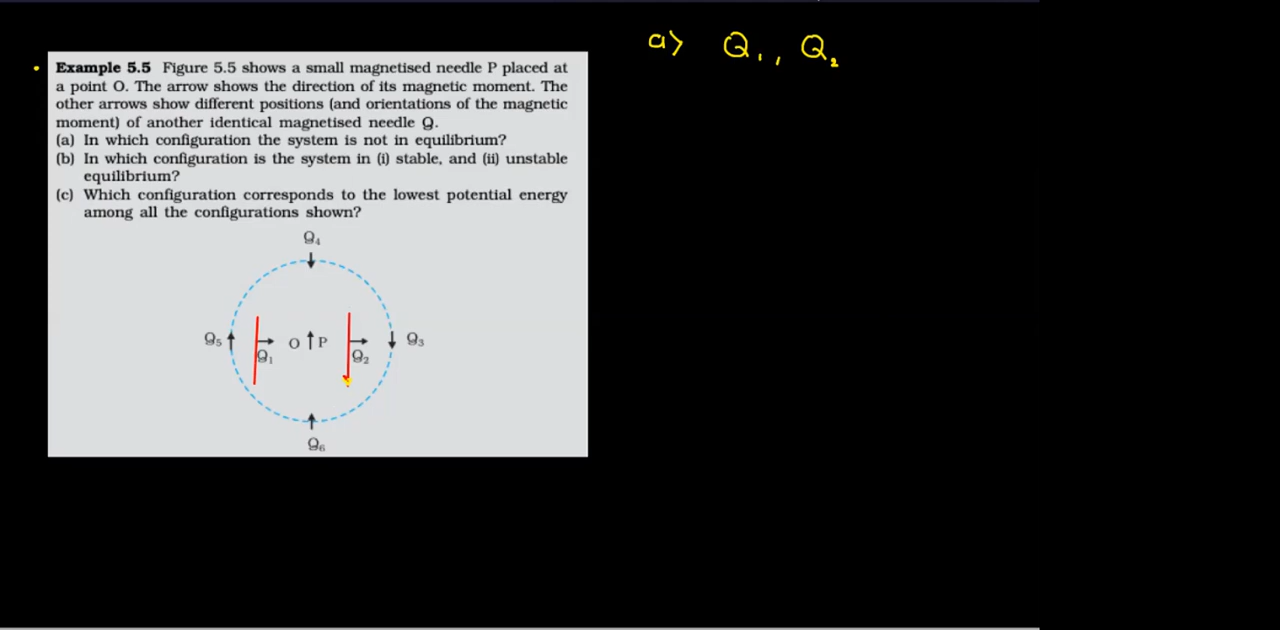 a) Q₁, Q₂
Example 5.5 Figure 5.5 shows a small magnetised needle P placed at
a point O. The arrow shows the direction of its magnetic moment. The
other arrows show different positions (and orientations of the magnetic
moment) of another identical magnetised needle Q.
(a) In which configuration the system is not in equilibrium?
(b) In which configuration is the system in (i) stable, and (ii) unstable
equilibrium?
(c) Which configuration corresponds to the lowest potential energy
among all the configurations shown?
Q₄
Q₅ O P Q₃
Q₁ Q₂
Q₆